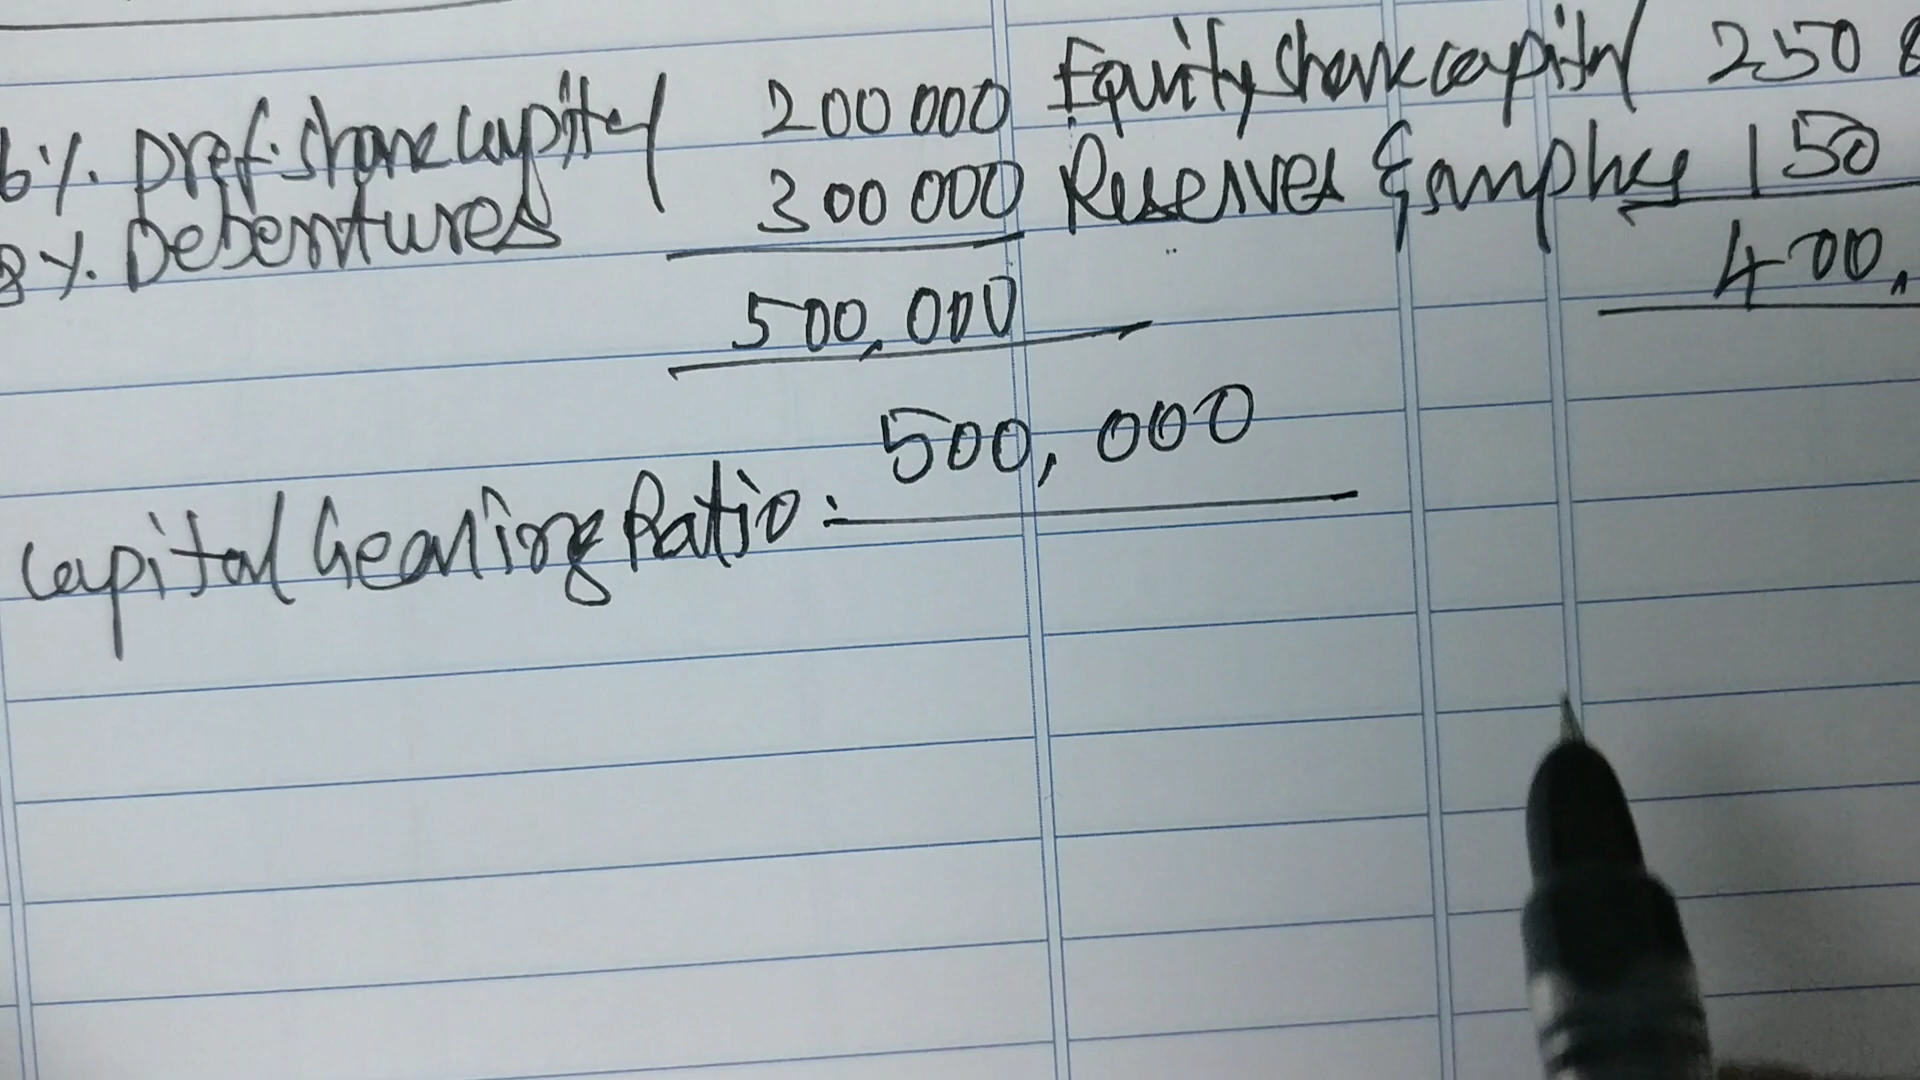 6%. pref. share capital 200 000 Equity share capital 250
8%. Debentures 300 000 Reserves & surplus 150
500,000 400,
500,000
Capital Gearing Ratio :